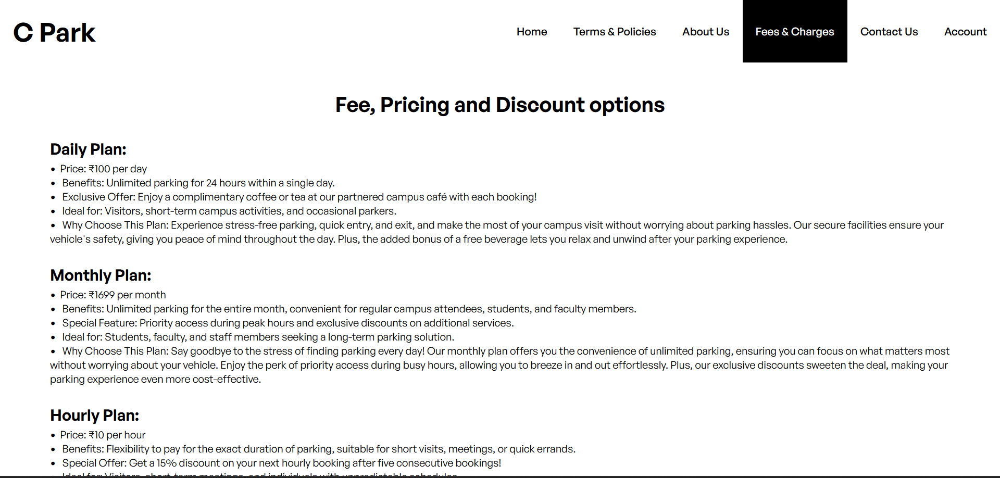 C Park
Home
Terms & Policies
About Us
Fees & Charges
Contact Us
Account
Fee, Pricing and Discount options
Daily Plan:
• Price: ₹100 per day
• Benefits: Unlimited parking for 24 hours within a single day.
• Exclusive Offer: Enjoy a complimentary coffee or tea at our partnered campus café with each booking!
• Ideal for: Visitors, short-term campus activities, and occasional parkers.
• Why Choose This Plan: Experience stress-free parking, quick entry, and exit, and make the most of your campus visit without worrying about parking hassles. Our secure facilities ensure your
vehicle's safety, giving you peace of mind throughout the day. Plus, the added bonus of a free beverage lets you relax and unwind after your parking experience.
Monthly Plan:
• Price: ₹1699 per month
• Benefits: Unlimited parking for the entire month, convenient for regular campus attendees, students, and faculty members.
• Special Feature: Priority access during peak hours and exclusive discounts on additional services.
• Ideal for: Students, faculty, and staff members seeking a long-term parking solution.
• Why Choose This Plan: Say goodbye to the stress of finding parking every day! Our monthly plan offers you the convenience of unlimited parking, ensuring you can focus on what matters most
without worrying about your vehicle. Enjoy the perk of priority access during busy hours, allowing you to breeze in and out effortlessly. Plus, our exclusive discounts sweeten the deal, making your
parking experience even more cost-effective.
Hourly Plan:
• Price: ₹10 per hour
• Benefits: Flexibility to pay for the exact duration of parking, suitable for short visits, meetings, or quick errands.
• Special Offer: Get a 15% discount on your next hourly booking after five consecutive bookings!
• Ideal for: Visitors, short-term meetings, and individuals with unpredictable schedules.